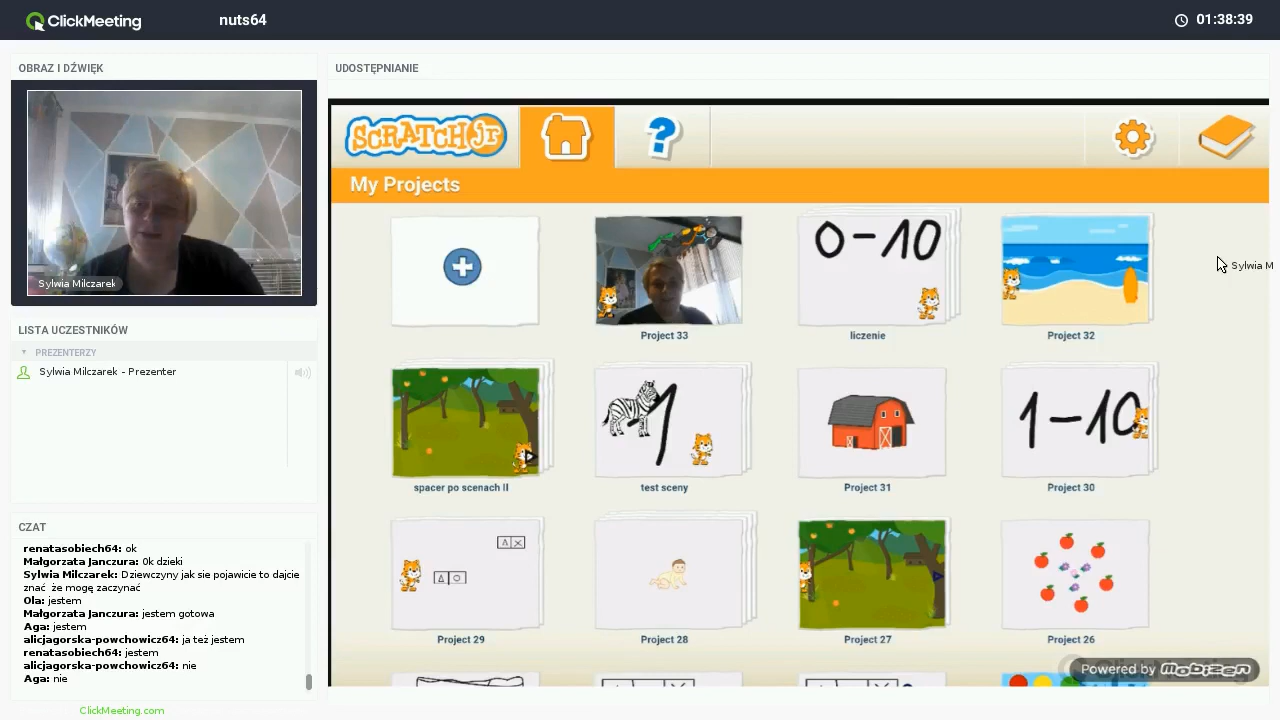 ClickMeeting
nuts64
01:38:39
OBRAZ I DŹWIĘK
Sylwia Milczarek
LISTA UCZESTNIKÓW
PREZENTERZY
Sylwia Milczarek - Prezenter
CZAT
renatasobiech64: ok
Małgorzata Janczura: 0k dzieki
Sylwia Milczarek: Dziewczyny jak sie pojawicie to dajcie
znać że mogę zaczynać
Ola: jestem
Małgorzata Janczura: jestem gotowa
Aga: jestem
alicjagorska-powchowicz64: ja też jestem
renatasobiech64: jestem
alicjagorska-powchowicz64: nie
Aga: nie
ClickMeeting.com
UDOSTĘPNIANIE
SCRATCHjr
?
My Projects
0-10
Project 33
liczenie
Project 32
Sylwia M
1
1-10
spacer po scenach II
test sceny
Project 31
Project 30
Project 29
Project 28
Project 27
Project 26
Powered by Mobizen